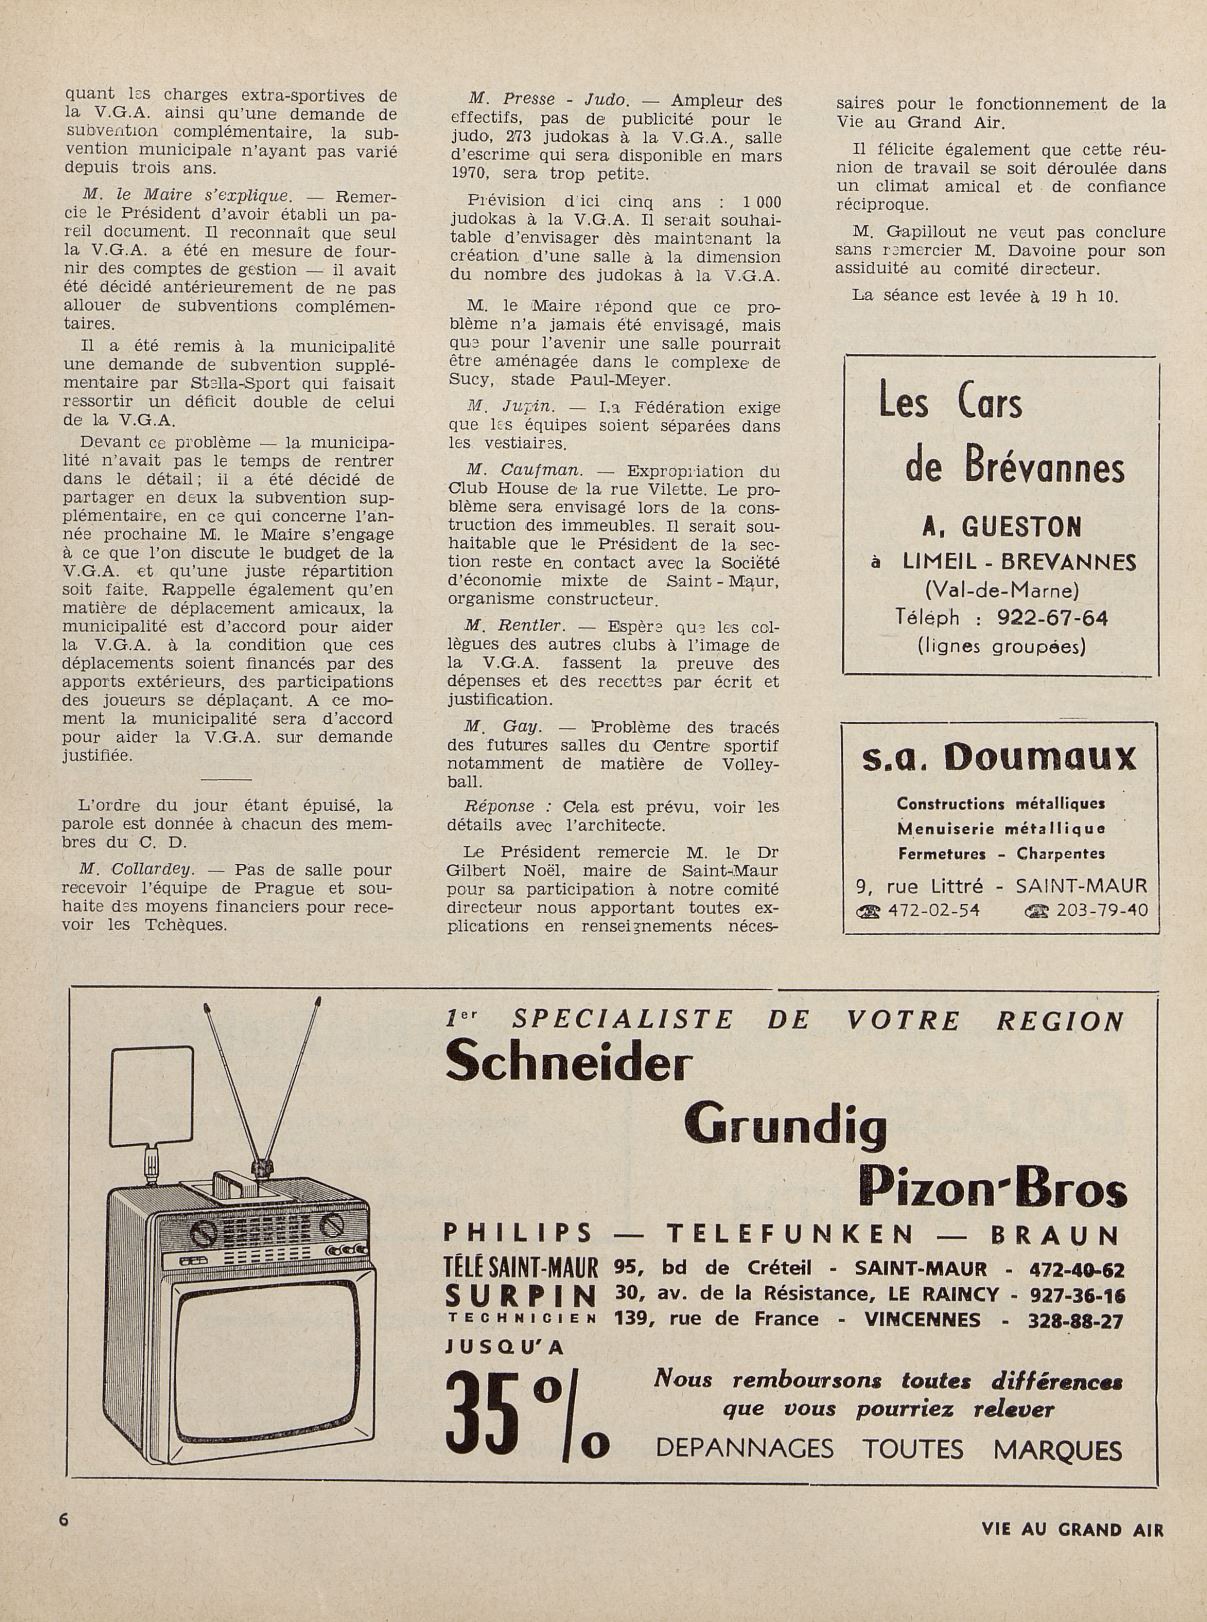 quant les charges extra-sportives de
la V.G.A. ainsi qu'une demande de
subvention complémentaire, la sub-
vention municipale n'ayant pas varié
depuis trois ans.
M. le Maire s'explique. — Remer-
cie le Président d'avoir établi un pa-
reil document. Il reconnaît que seul
la V.G.A. a été en mesure de four-
nir des comptes de gestion — il avait
été décidé antérieurement de ne pas
allouer de subventions complémen-
taires.
Il a été remis à la municipalité
une demande de subvention supplé-
mentaire par Stella-Sport qui faisait
ressortir un déficit double de celui
de la V.G.A.
Devant ce problème — la municipa-
lité n'avait pas le temps de rentrer
dans le détail; il a été décidé de
partager en deux la subvention sup-
plémentaire, en ce qui concerne l'an-
née prochaine M. le Maire s'engage
à ce que l'on discute le budget de la
V.G.A. et qu'une juste répartition
soit faite. Rappelle également qu'en
matière de déplacement amicaux, la
municipalité est d'accord pour aider
la V.G.A. à la condition que ces
déplacements soient financés par des
apports extérieurs, des participations
des joueurs se déplaçant. A ce mo-
ment la municipalité sera d'accord
pour aider la V.G.A. sur demande
justifiée.
L'ordre du jour étant épuisé, la
parole est donnée à chacun des mem-
bres du C. D.
M. Collardey. — Pas de salle pour
recevoir l'équipe de Prague et sou-
haite des moyens financiers pour rece-
voir les Tchèques.
M. Presse - Judo. — Ampleur des
effectifs, pas de publicité pour le
judo, 273 judokas à la V.G.A., salle
d'escrime qui sera disponible en mars
1970, sera trop petite.
Prévision d'ici cinq ans : 1 000
judokas à la V.G.A. Il serait souhai-
table d'envisager dès maintenant la
création d'une salle à la dimension
du nombre des judokas à la V.G.A.
M. le Maire répond que ce pro-
blème n'a jamais été envisagé, mais
que pour l'avenir une salle pourrait
être aménagée dans le complexe de
Sucy, stade Paul-Meyer.
M. Jupin. — La Fédération exige
que les équipes soient séparées dans
les vestiaires.
M. Caufman. — Expropriation du
Club House de la rue Vilette. Le pro-
blème sera envisagé lors de la cons-
truction des immeubles. Il serait sou-
haitable que le Président de la sec-
tion reste en contact avec la Société
d'économie mixte de Saint - Maur,
organisme constructeur.
M. Rentler. — Espère que les col-
lègues des autres clubs à l'image de
la V.G.A. fassent la preuve des
dépenses et des recettes par écrit et
justification.
M. Gay. — Problème des tracés
des futures salles du Centre sportif
notamment de matière de Volley-
ball.
Réponse : Cela est prévu, voir les
détails avec l'architecte.
Le Président remercie M. le Dr
Gilbert Noël, maire de Saint-Maur
pour sa participation à notre comité
directeur nous apportant toutes ex-
plications en renseignements néces-
saires pour le fonctionnement de la
Vie au Grand Air.
Il félicite également que cette réu-
nion de travail se soit déroulée dans
un climat amical et de confiance
réciproque.
M. Gapillout ne veut pas conclure
sans remercier M. Davoine pour son
assiduité au comité directeur.
La séance est levée à 19 h 10.
Les Cars
de Brévannes
A. GUESTON
à LIMEIL - BREVANNES
(Val-de-Marne)
Téléph : 922-67-64
(lignes groupées)
s.a. Doumaux
Constructions métalliques
Menuiserie métallique
Fermetures - Charpentes
9, rue Littré - SAINT-MAUR
☎ 472-02-54 ☎ 203-79-40
1er SPECIALISTE DE VOTRE REGION
Schneider
Grundig
Pizon-Bros
PHILIPS — TELEFUNKEN — BRAUN
TÉLÉ SAINT-MAUR 95, bd de Créteil - SAINT-MAUR - 472-40-62
SURPIN 30, av. de la Résistance, LE RAINCY - 927-36-16
TECHNICIEN 139, rue de France - VINCENNES - 328-88-27
JUSQU'A
35 %
Nous remboursons toutes différences
que vous pourriez relever
DEPANNAGES TOUTES MARQUES
6
VIE AU GRAND AIR